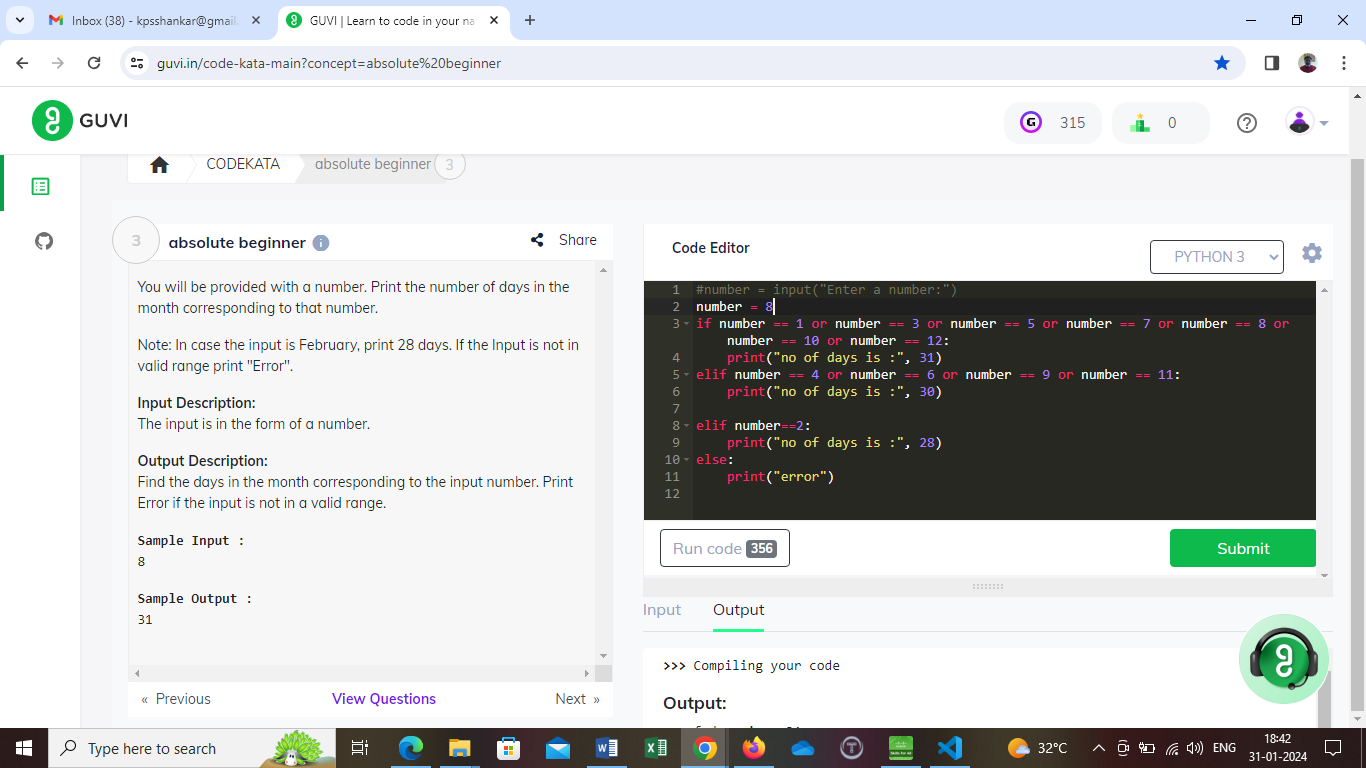 Inbox (38) - kpsshankar@gmail
GUVI | Learn to code in your na
guvi.in/code-kata-main?concept=absolute%20beginner
GUVI
315
0
CODEKATA
absolute beginner
3
3
absolute beginner
Share
You will be provided with a number. Print the number of days in the
month corresponding to that number.
Note: In case the input is February, print 28 days. If the Input is not in
valid range print "Error".
Input Description:
The input is in the form of a number.
Output Description:
Find the days in the month corresponding to the input number. Print
Error if the input is not in a valid range.
Sample Input :
8
Sample Output :
31
« Previous
View Questions
Next »
Code Editor
PYTHON 3
1 #number = input("Enter a number:")
2 number = 8
3 if number == 1 or number == 3 or number == 5 or number == 7 or number == 8 or
number == 10 or number == 12:
4 print("no of days is :", 31)
5 elif number == 4 or number == 6 or number == 9 or number == 11:
6 print("no of days is :", 30)
7
8 elif number==2:
9 print("no of days is :", 28)
10 else:
11 print("error")
12
Run code 356
Submit
Input
Output
>>> Compiling your code
Output:
Type here to search
32°C
ENG
18:42
31-01-2024